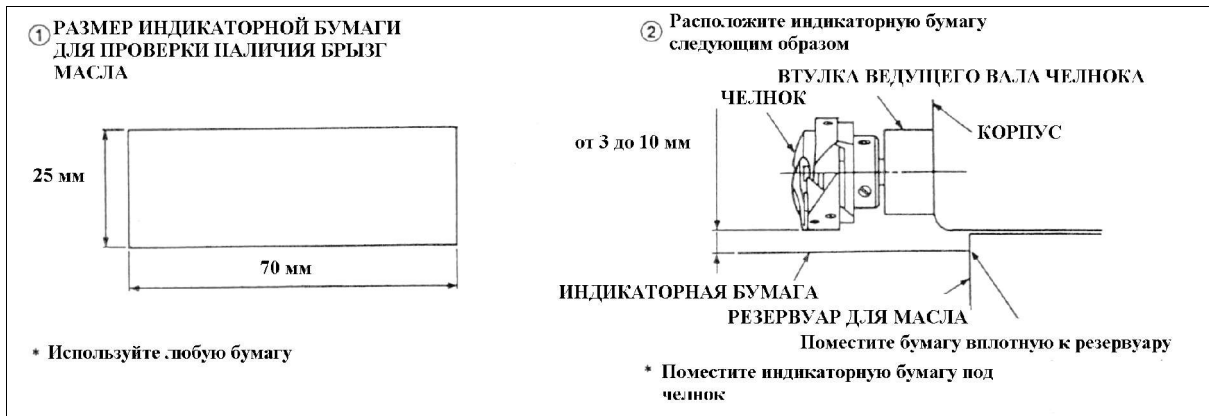 ① РАЗМЕР ИНДИКАТОРНОЙ БУМАГИ
ДЛЯ ПРОВЕРКИ НАЛИЧИЯ БРЫЗГ
МАСЛА
25 мм
70 мм
* Используйте любую бумагу
② Расположите индикаторную бумагу
следующим образом
ВТУЛКА ВЕДУЩЕГО ВАЛА ЧЕЛНОКА
ЧЕЛНОК
КОРПУС
от 3 до 10 мм
ИНДИКАТОРНАЯ БУМАГА
РЕЗЕРВУАР ДЛЯ МАСЛА
Поместите бумагу вплотную к резервуару
* Поместите индикаторную бумагу под
челнок